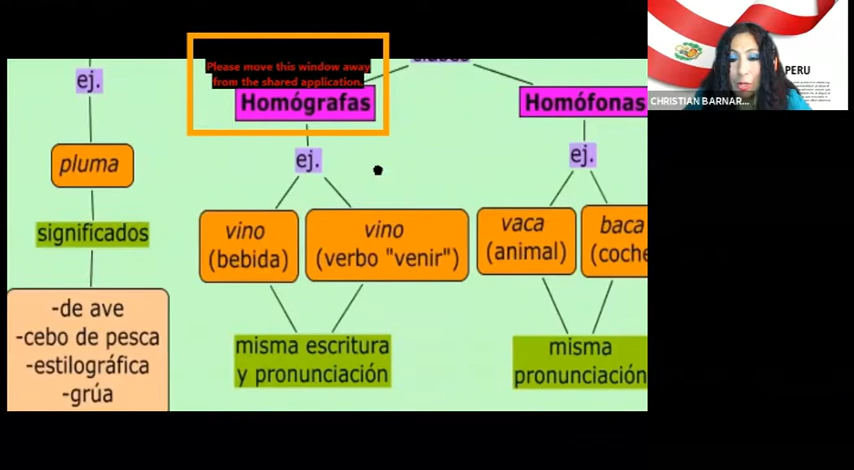 Please move this window away
from the shared application.
ej.
Homógrafas
Homófonas
pluma
ej.
ej.
significados
vino
(bebida)
vino
(verbo "venir")
vaca
(animal)
baca
(coche
-de ave
-cebo de pesca
-estilográfica
-grúa
misma escritura
y pronunciación
misma
pronunciación
PERU
CHRISTIAN BARNAR...